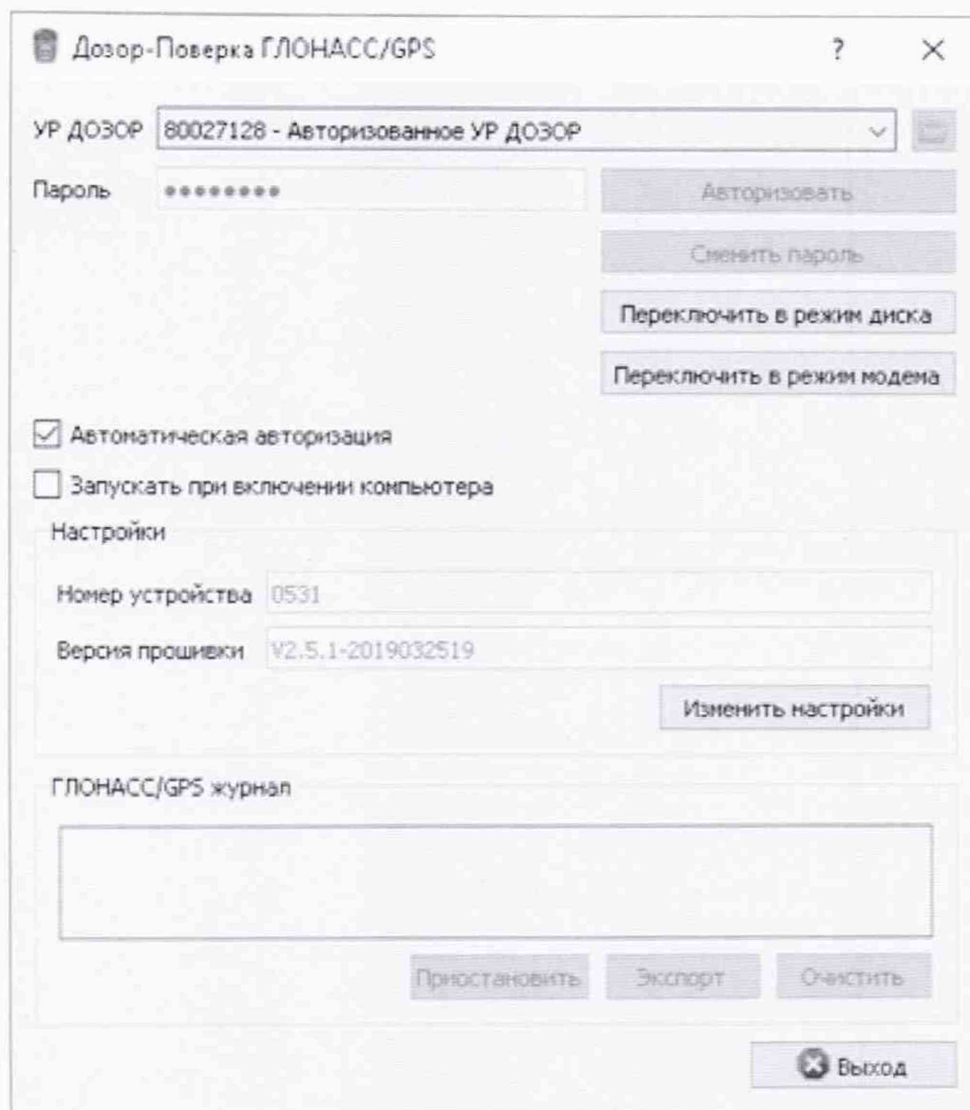 Дозор-Поверка ГЛОНАСС/GPS ?
УР ДОЗОР 80027128 - Авторизованное УР ДОЗОР
Пароль ●●●●●●●● Авторизовать
Сменить пароль
Переключить в режим диска
Переключить в режим модема
Автоматическая авторизация
Запускать при включении компьютера
Настройки
Номер устройства 0531
Версия прошивки V2.5.1-2019032519
Изменить настройки
ГЛОНАСС/GPS журнал
Приостановить Экспорт Очистить
Выход